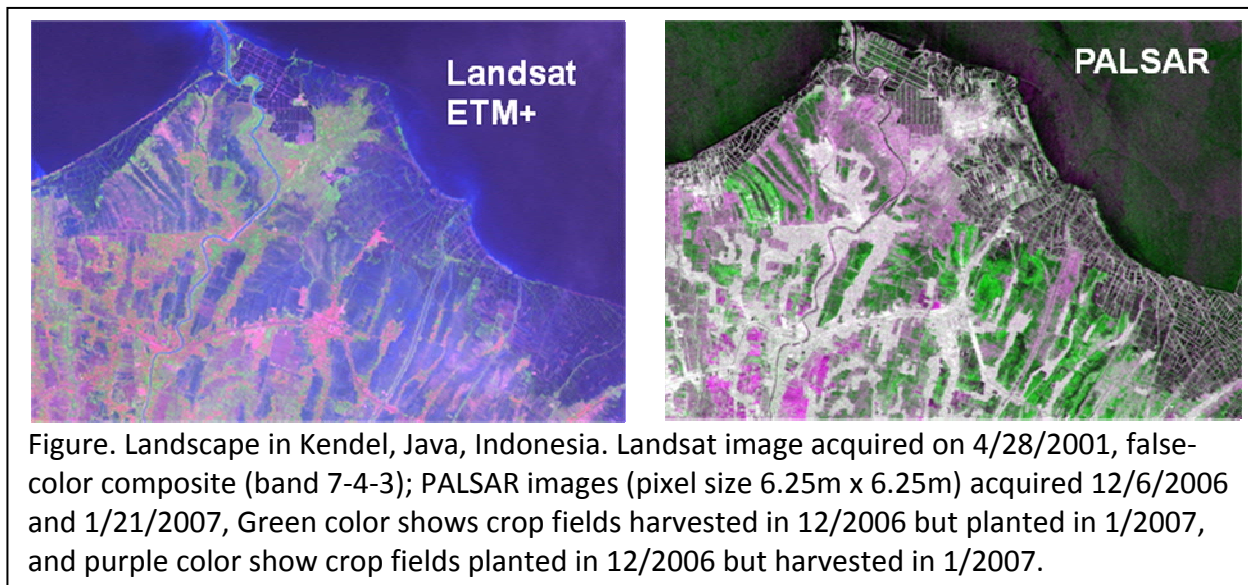 Landsat
ETM+
PALSAR
Figure. Landscape in Kendel, Java, Indonesia. Landsat image acquired on 4/28/2001, false-
color composite (band 7-4-3); PALSAR images (pixel size 6.25m x 6.25m) acquired 12/6/2006
and 1/21/2007, Green color shows crop fields harvested in 12/2006 but planted in 1/2007,
and purple color show crop fields planted in 12/2006 but harvested in 1/2007.